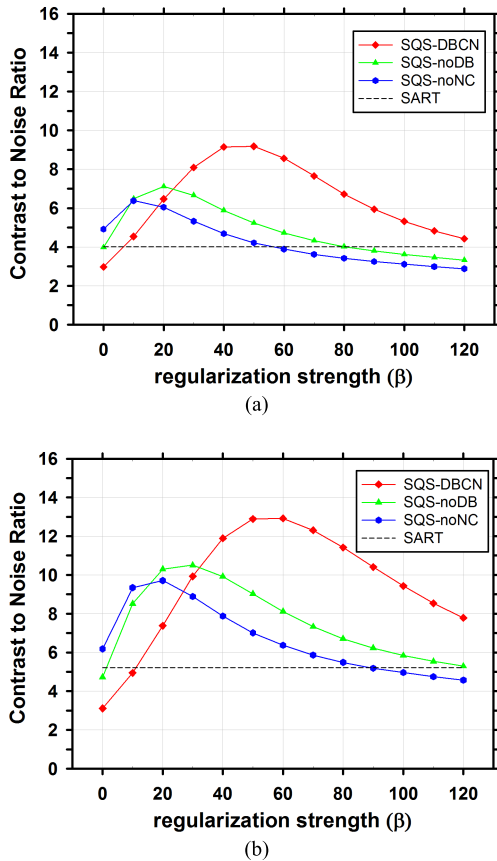 16
14
12
10
8
6
4
2
0
Contrast to Noise Ratio
SQS-DBCN
SQS-noDB
SQS-noNC
SART
0 20 40 60 80 100 120
regularization strength (β)
(a)
16
14
12
10
8
6
4
2
0
Contrast to Noise Ratio
SQS-DBCN
SQS-noDB
SQS-noNC
SART
0 20 40 60 80 100 120
regularization strength (β)
(b)